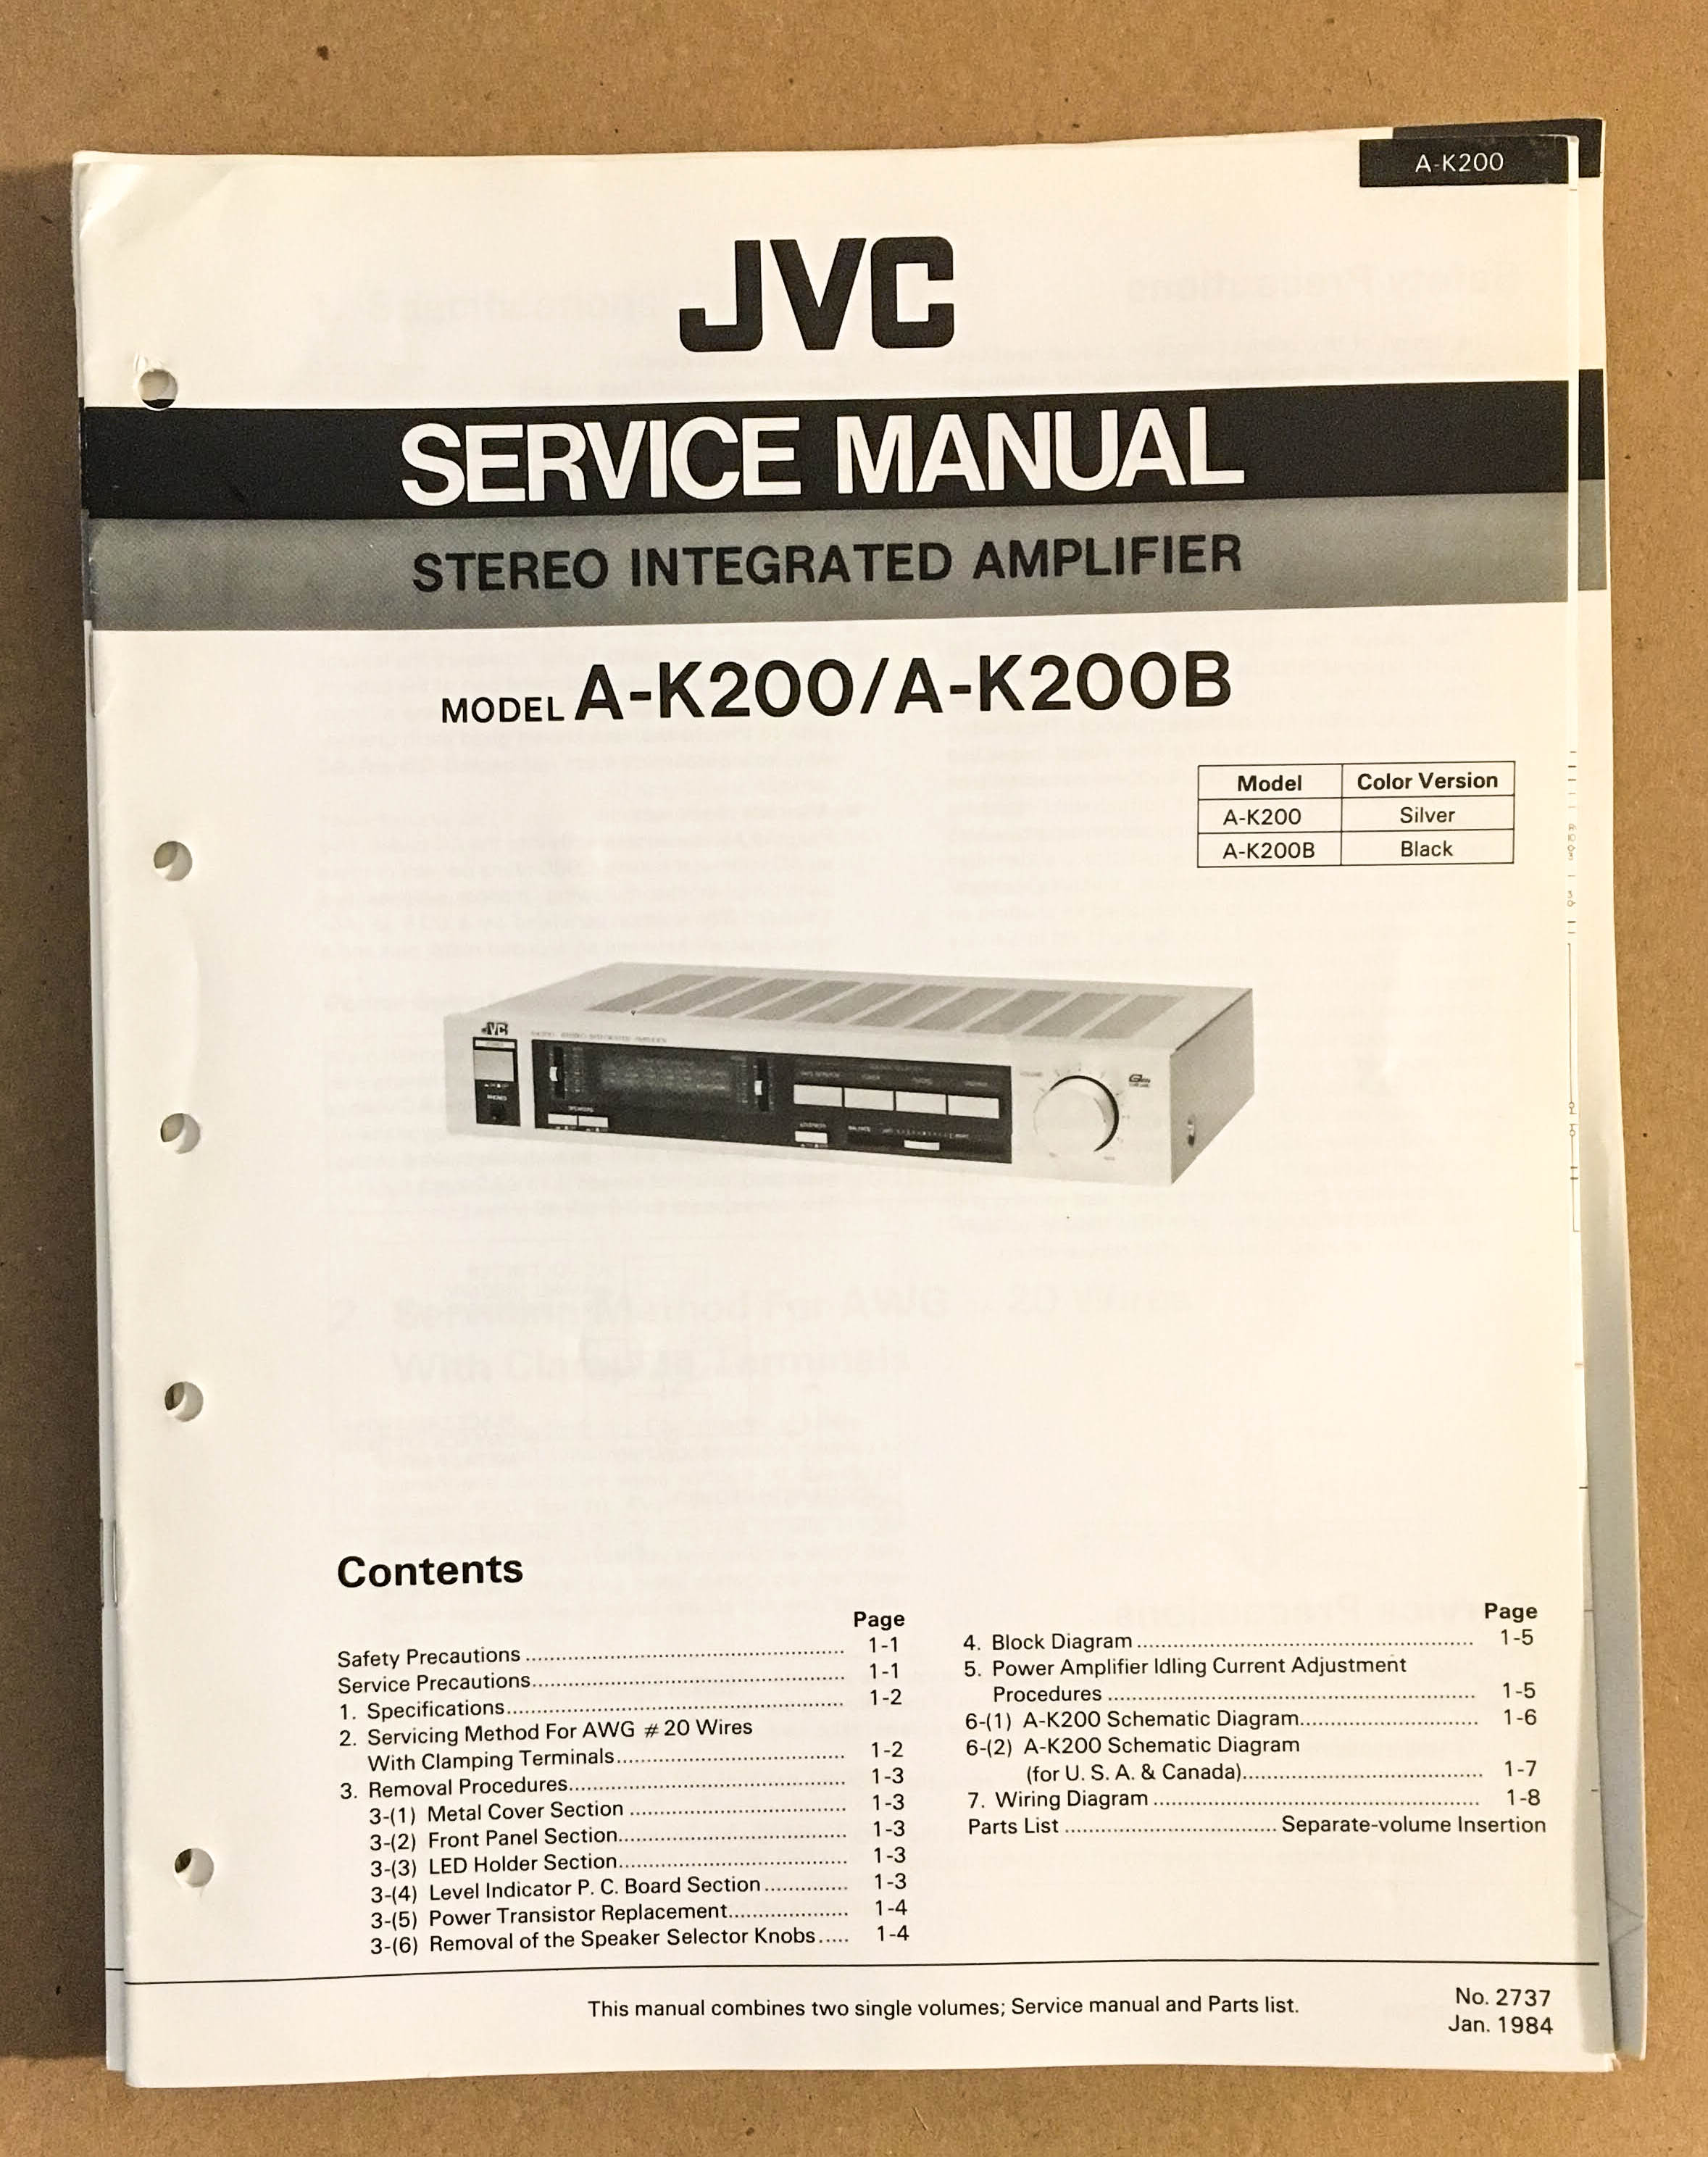 A-K200
JVC
SERVICE MANUAL
STEREO INTEGRATED AMPLIFIER
MODEL A-K200/A-K200B
Model Color Version
A-K200 Silver
A-K200B Black
JVC
Contents
Page
Safety Precautions ........ 1-1
Service Precautions ........ 1-1
1. Specifications ........ 1-2
2. Servicing Method For AWG #20 Wires
With Clamping Terminals ........ 1-2
3. Removal Procedures ........ 1-3
3-(1) Metal Cover Section ........ 1-3
3-(2) Front Panel Section ........ 1-3
3-(3) LED Holder Section ........ 1-3
3-(4) Level Indicator P. C. Board Section ........ 1-3
3-(5) Power Transistor Replacement ........ 1-4
3-(6) Removal of the Speaker Selector Knobs ..... 1-4
Page
4. Block Diagram ........ 1-5
5. Power Amplifier Idling Current Adjustment
Procedures ........ 1-5
6-(1) A-K200 Schematic Diagram ........ 1-6
6-(2) A-K200 Schematic Diagram
(for U. S. A. & Canada) ........ 1-7
7. Wiring Diagram ........ 1-8
Parts List ........ Separate-volume Insertion
This manual combines two single volumes; Service manual and Parts list.
No. 2737
Jan. 1984